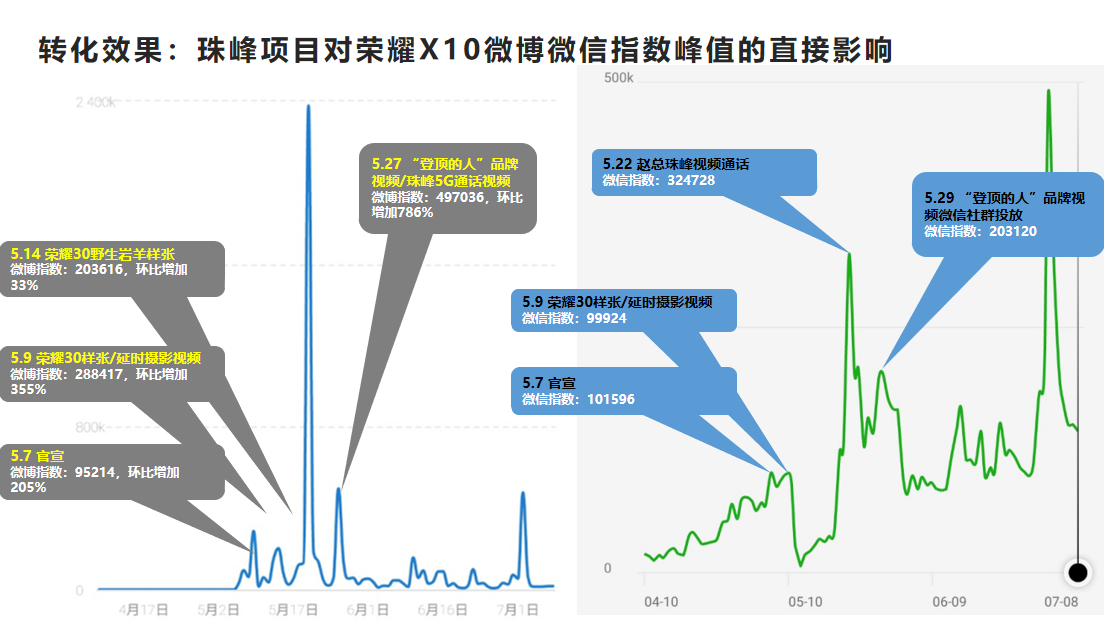 转化效果：珠峰项目对荣耀X10微博微信指数峰值的直接影响
2 400k
800k
0
4月17日
5月2日
5月17日
6月1日
6月16日
7月1日
5.27 “登顶的人”品牌
视频/珠峰5G通话视频
微博指数：497036，环比
增加786%
5.14 荣耀30野生岩羊样张
微博指数：203616，环比增加
33%
5.9 荣耀30样张/延时摄影视频
微博指数：288417，环比增加
355%
5.7 官宣
微博指数：95214，环比增加
205%
500k
0
04-10
05-10
06-09
07-08
5.22 赵总珠峰视频通话
微信指数：324728
5.29 “登顶的人”品牌视
频微信社群投放
微信指数：203120
5.9 荣耀30样张/延时摄影视频
微信指数：99924
5.7 官宣
微信指数：101596